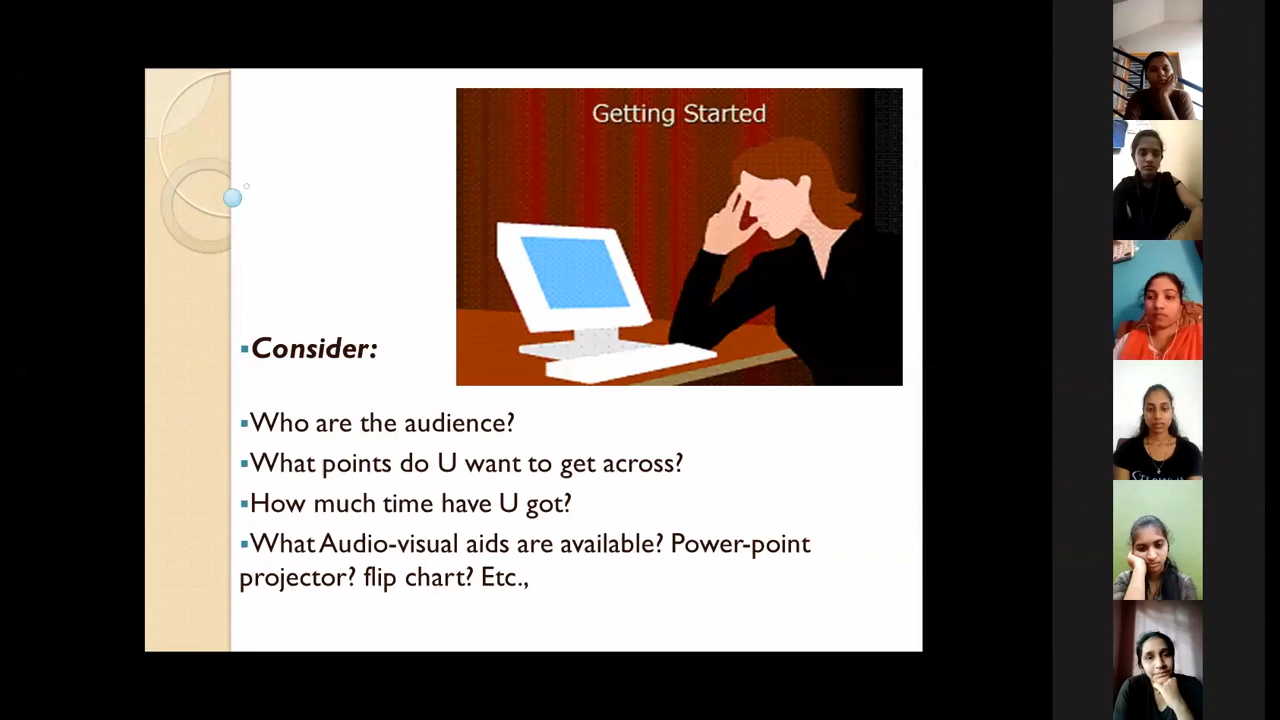 Getting Started
▪Consider:
▪Who are the audience?
▪What points do U want to get across?
▪How much time have U got?
▪What Audio-visual aids are available? Power-point
projector? flip chart? Etc.,